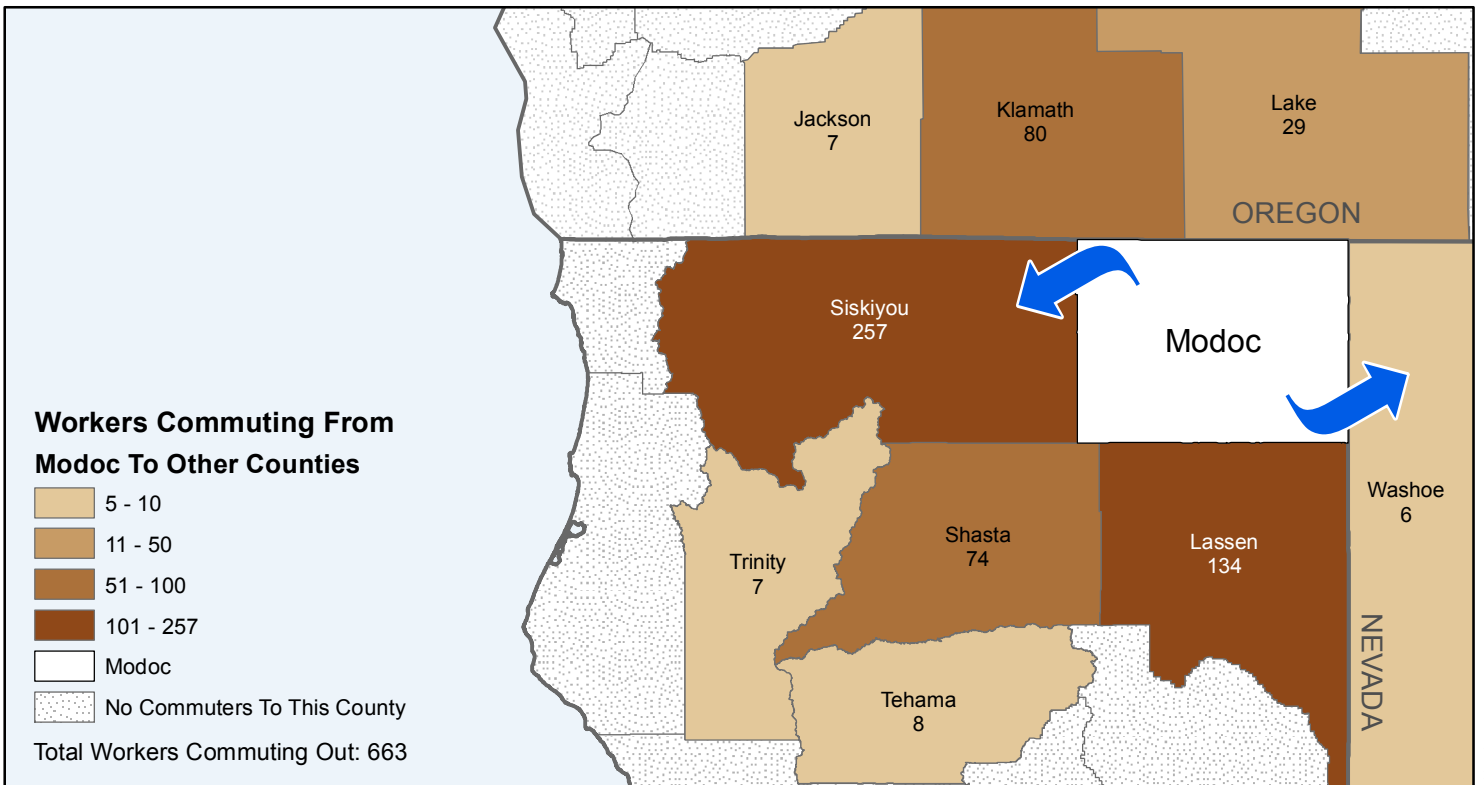 Jackson
7
Klamath
80
Lake
29
OREGON
Siskiyou
257
Modoc
Washoe
6
Trinity
7
Shasta
74
Lassen
134
Tehama
8
NEVADA
Workers Commuting From
Modoc To Other Counties
5 - 10
11 - 50
51 - 100
101 - 257
Modoc
No Commuters To This County
Total Workers Commuting Out: 663